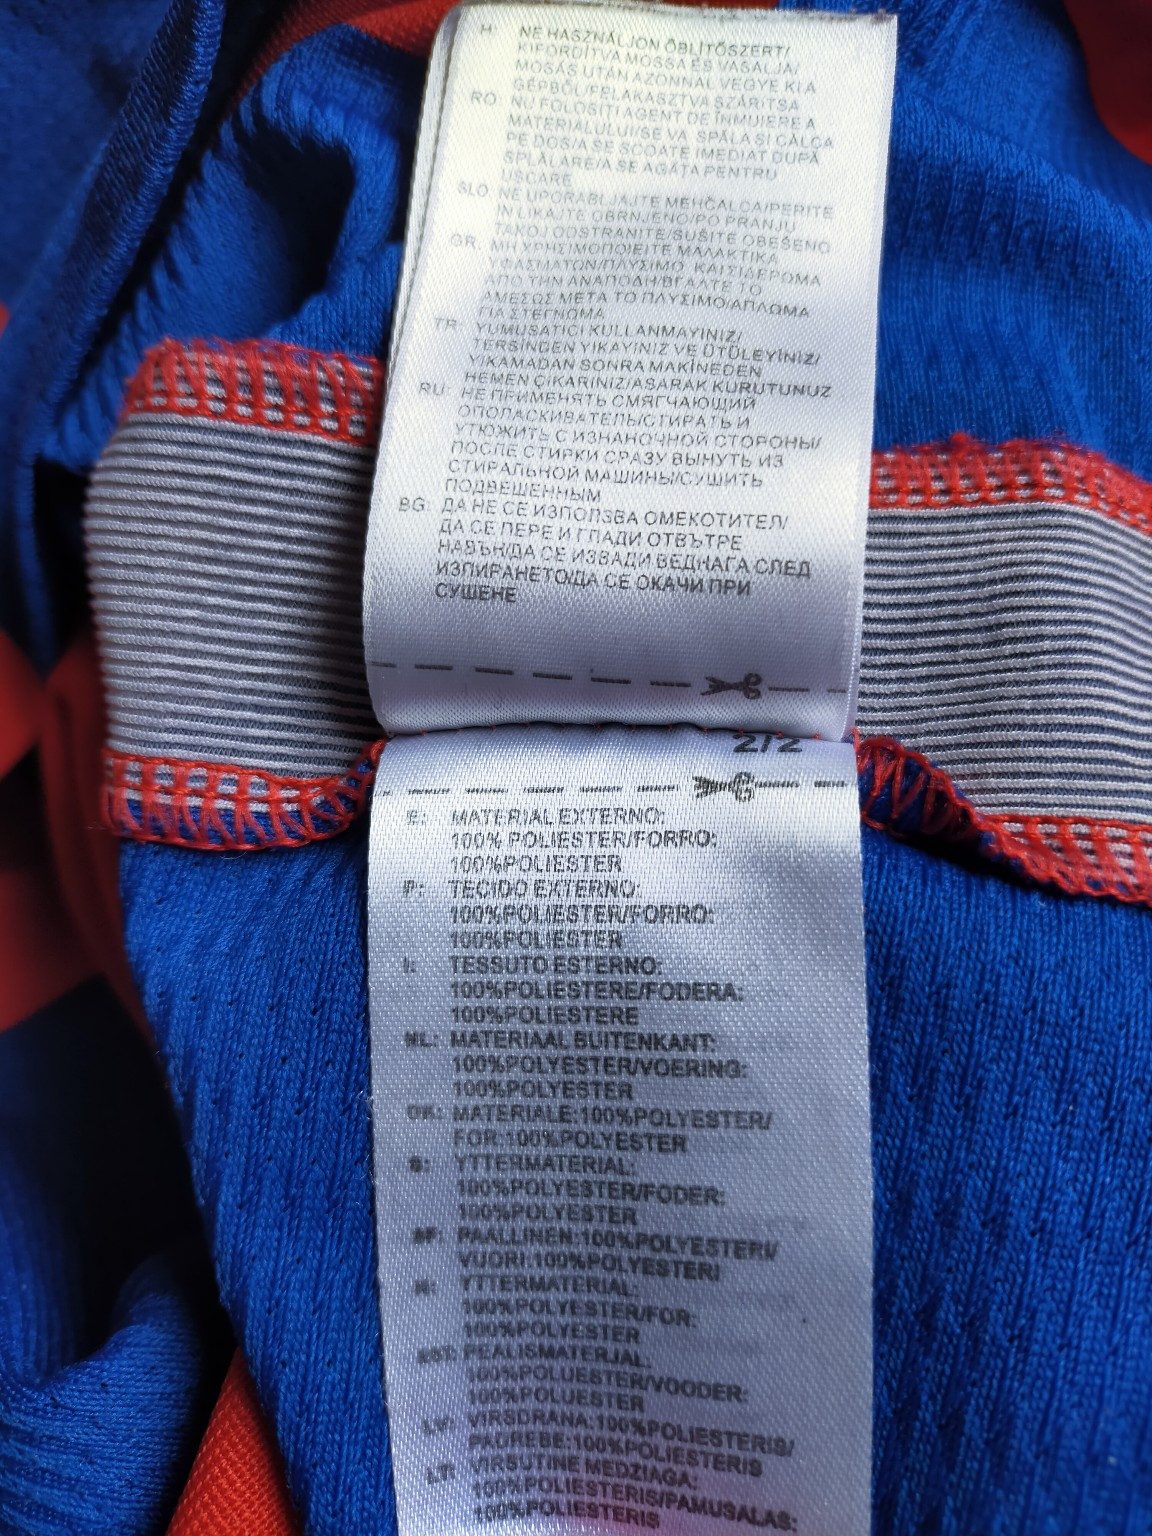 H: NE HASZNÁLJON ÖBLÍTŐSZERT/
KIFORDÍTVA MOSSA ÉS VASALJA/
MOSÁS UTÁN AZONNAL VEGYE KI A
GÉPBŐL/FELAKASZTVA SZÁRÍTSA
RO: NU FOLOSIȚI AGENT DE ÎNMUIERE A
MATERIALULUI/SE VA SPĂLA ȘI CĂLCA
PE DOS/A SE SCOATE IMEDIAT DUPĂ
SPĂLARE/A SE AGĂȚA PENTRU
USCARE
SLO: NE UPORABLJAJTE MEHČALCA/PERITE
IN LIKAJTE OBRNJENO/PO PRANJU
TAKOJ ODSTRANITE/SUŠITE OBEŠENO
GR: ΜΗ ΧΡΗΣΙΜΟΠΟΙΕΙΤΕ ΜΑΛΑΚΤΙΚΑ
ΥΦΑΣΜΑΤΩΝ/ΠΛΥΣΙΜΟ ΚΑΙ ΣΙΔΕΡΩΜΑ
ΑΠΟ ΤΗΝ ΑΝΑΠΟΔΗ/ΒΓΑΛΤΕ ΤΟ
ΑΜΕΣΩΣ ΜΕΤΑ ΤΟ ΠΛΥΣΙΜΟ/ΑΠΛΩΜΑ
ΓΙΑ ΣΤΕΓΝΩΜΑ
TR: YUMUŞATICI KULLANMAYINIZ/
TERSİNDEN YIKAYINIZ VE ÜTÜLEYİNİZ/
YIKAMADAN SONRA MAKİNEDEN
HEMEN ÇIKARINIZ/ASARAK KURUTUNUZ
RU: НЕ ПРИМЕНЯТЬ СМЯГЧАЮЩИЙ
ОПОЛАСКИВАТЕЛЬ/СТИРАТЬ И
УТЮЖИТЬ С ИЗНАНОЧНОЙ СТОРОНЫ/
ПОСЛЕ СТИРКИ СРАЗУ ВЫНУТЬ ИЗ
СТИРАЛЬНОЙ МАШИНЫ/СУШИТЬ
ПОДВЕШЕННЫМ
BG: ДА НЕ СЕ ИЗПОЛЗВА ОМЕКОТИТЕЛ/
ДА СЕ ПЕРЕ И ГЛАДИ ОТВЪТРЕ
НАВЪН/ДА СЕ ИЗВАДИ ВЕДНАГА СЛЕД
ИЗПИРАНЕТО/ДА СЕ ОКАЧИ ПРИ
СУШЕНЕ
2/2
E: MATERIAL EXTERNO:
100% POLIESTER/FORRO:
100%POLIESTER
P: TECIDO EXTERNO:
100%POLIESTER/FORRO:
100%POLIESTER
I: TESSUTO ESTERNO:
100%POLIESTERE/FODERA:
100%POLIESTERE
NL: MATERIAAL BUITENKANT:
100%POLYESTER/VOERING:
100%POLYESTER
DK: MATERIALE:100%POLYESTER/
FOR:100%POLYESTER
S: YTTERMATERIAL:
100%POLYESTER/FODER:
100%POLYESTER
SF: PAALLINEN:100%POLYESTERI/
VUORI:100%POLYESTERI
N: YTTERMATERIAL:
100%POLYESTER/FOR:
100%POLYESTER
EST: PEALISMATERJAL:
100%POLUESTER/VOODER:
100%POLUESTER
LV: VIRSDRANA:100%POLIESTERIS/
PADREBE:100%POLIESTERIS
LT: VIRSUTINE MEDZIAGA:
100%POLIESTERIS/PAMUSALAS:
100%POLIESTERIS